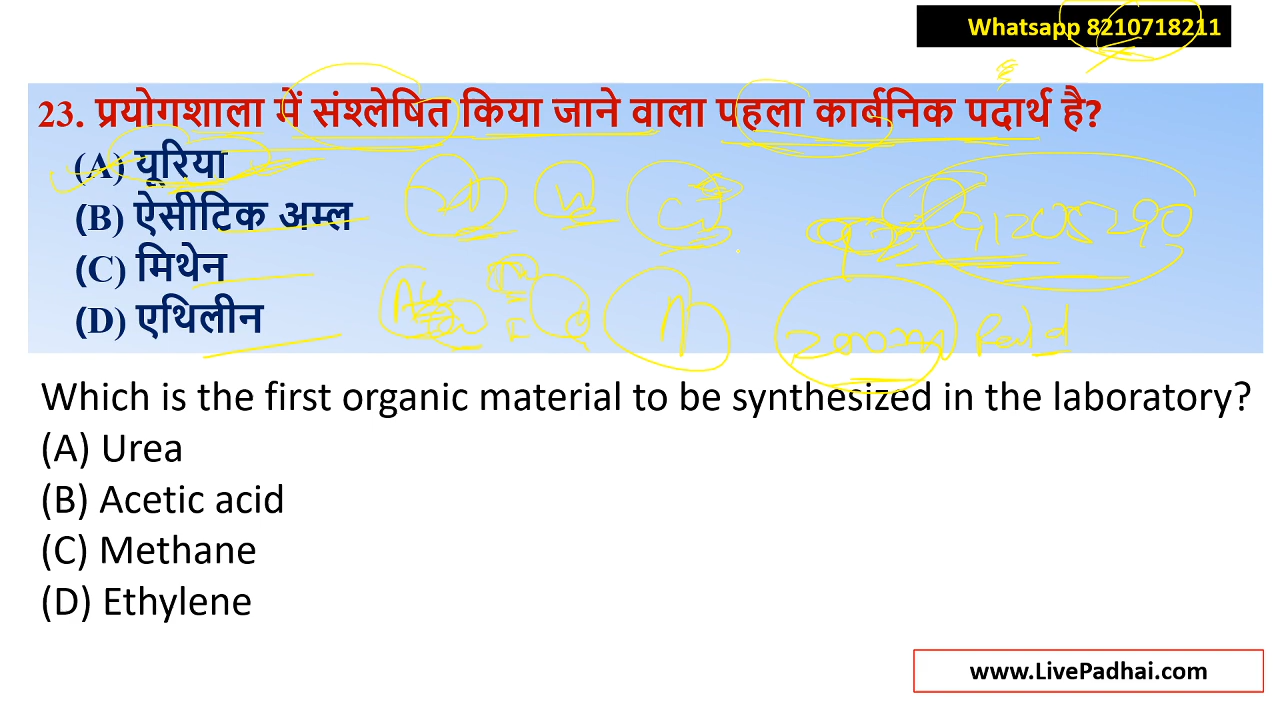 Whatsapp 8210718211
23. प्रयोगशाला में संश्लेषित किया जाने वाला पहला कार्बनिक पदार्थ है?
(A) यूरिया
(B) ऐसीटिक अम्ल
(C) मिथेन
(D) एथिलीन
Which is the first organic material to be synthesized in the laboratory?
(A) Urea
(B) Acetic acid
(C) Methane
(D) Ethylene
www.LivePadhai.com